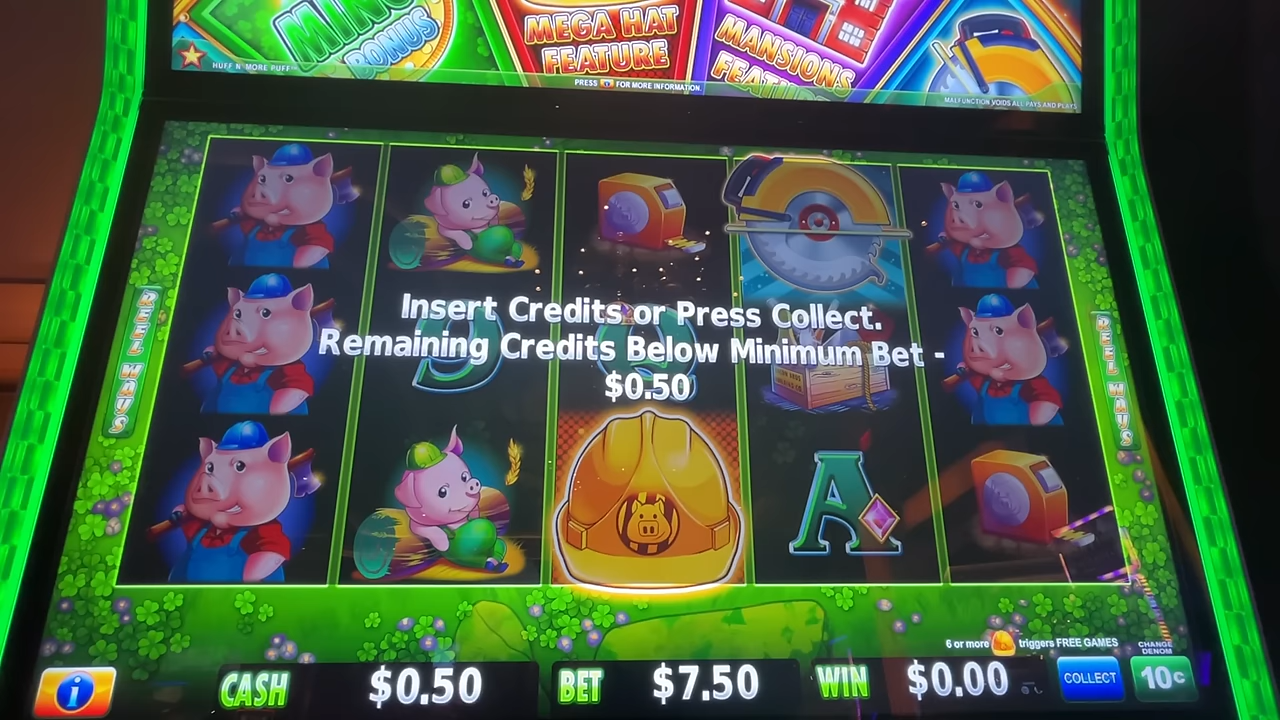 MINI
BONUS
MEGA HAT
FEATURE
MANSIONS
FEATURE
HUFF N' MORE PUFF™
PRESS i FOR MORE INFORMATION.
MALFUNCTION VOIDS ALL PAYS AND PLAYS
REEL WAYS
REEL WAYS
Insert Credits or Press Collect.
Remaining Credits Below Minimum Bet -
$0.50
J
Q
A
6 or more triggers FREE GAMES
CHANGE
DENOM
CASH $0.50 BET $7.50 WIN $0.00 COLLECT 10¢